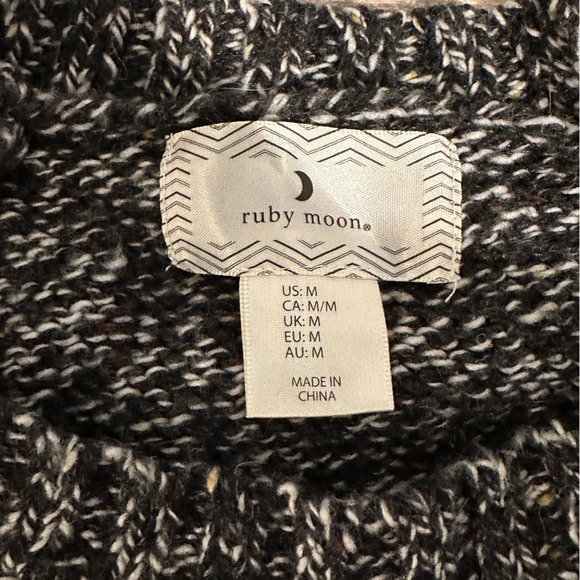 ruby moon®
US: M
CA: M/M
UK: M
EU: M
AU: M
MADE IN
CHINA